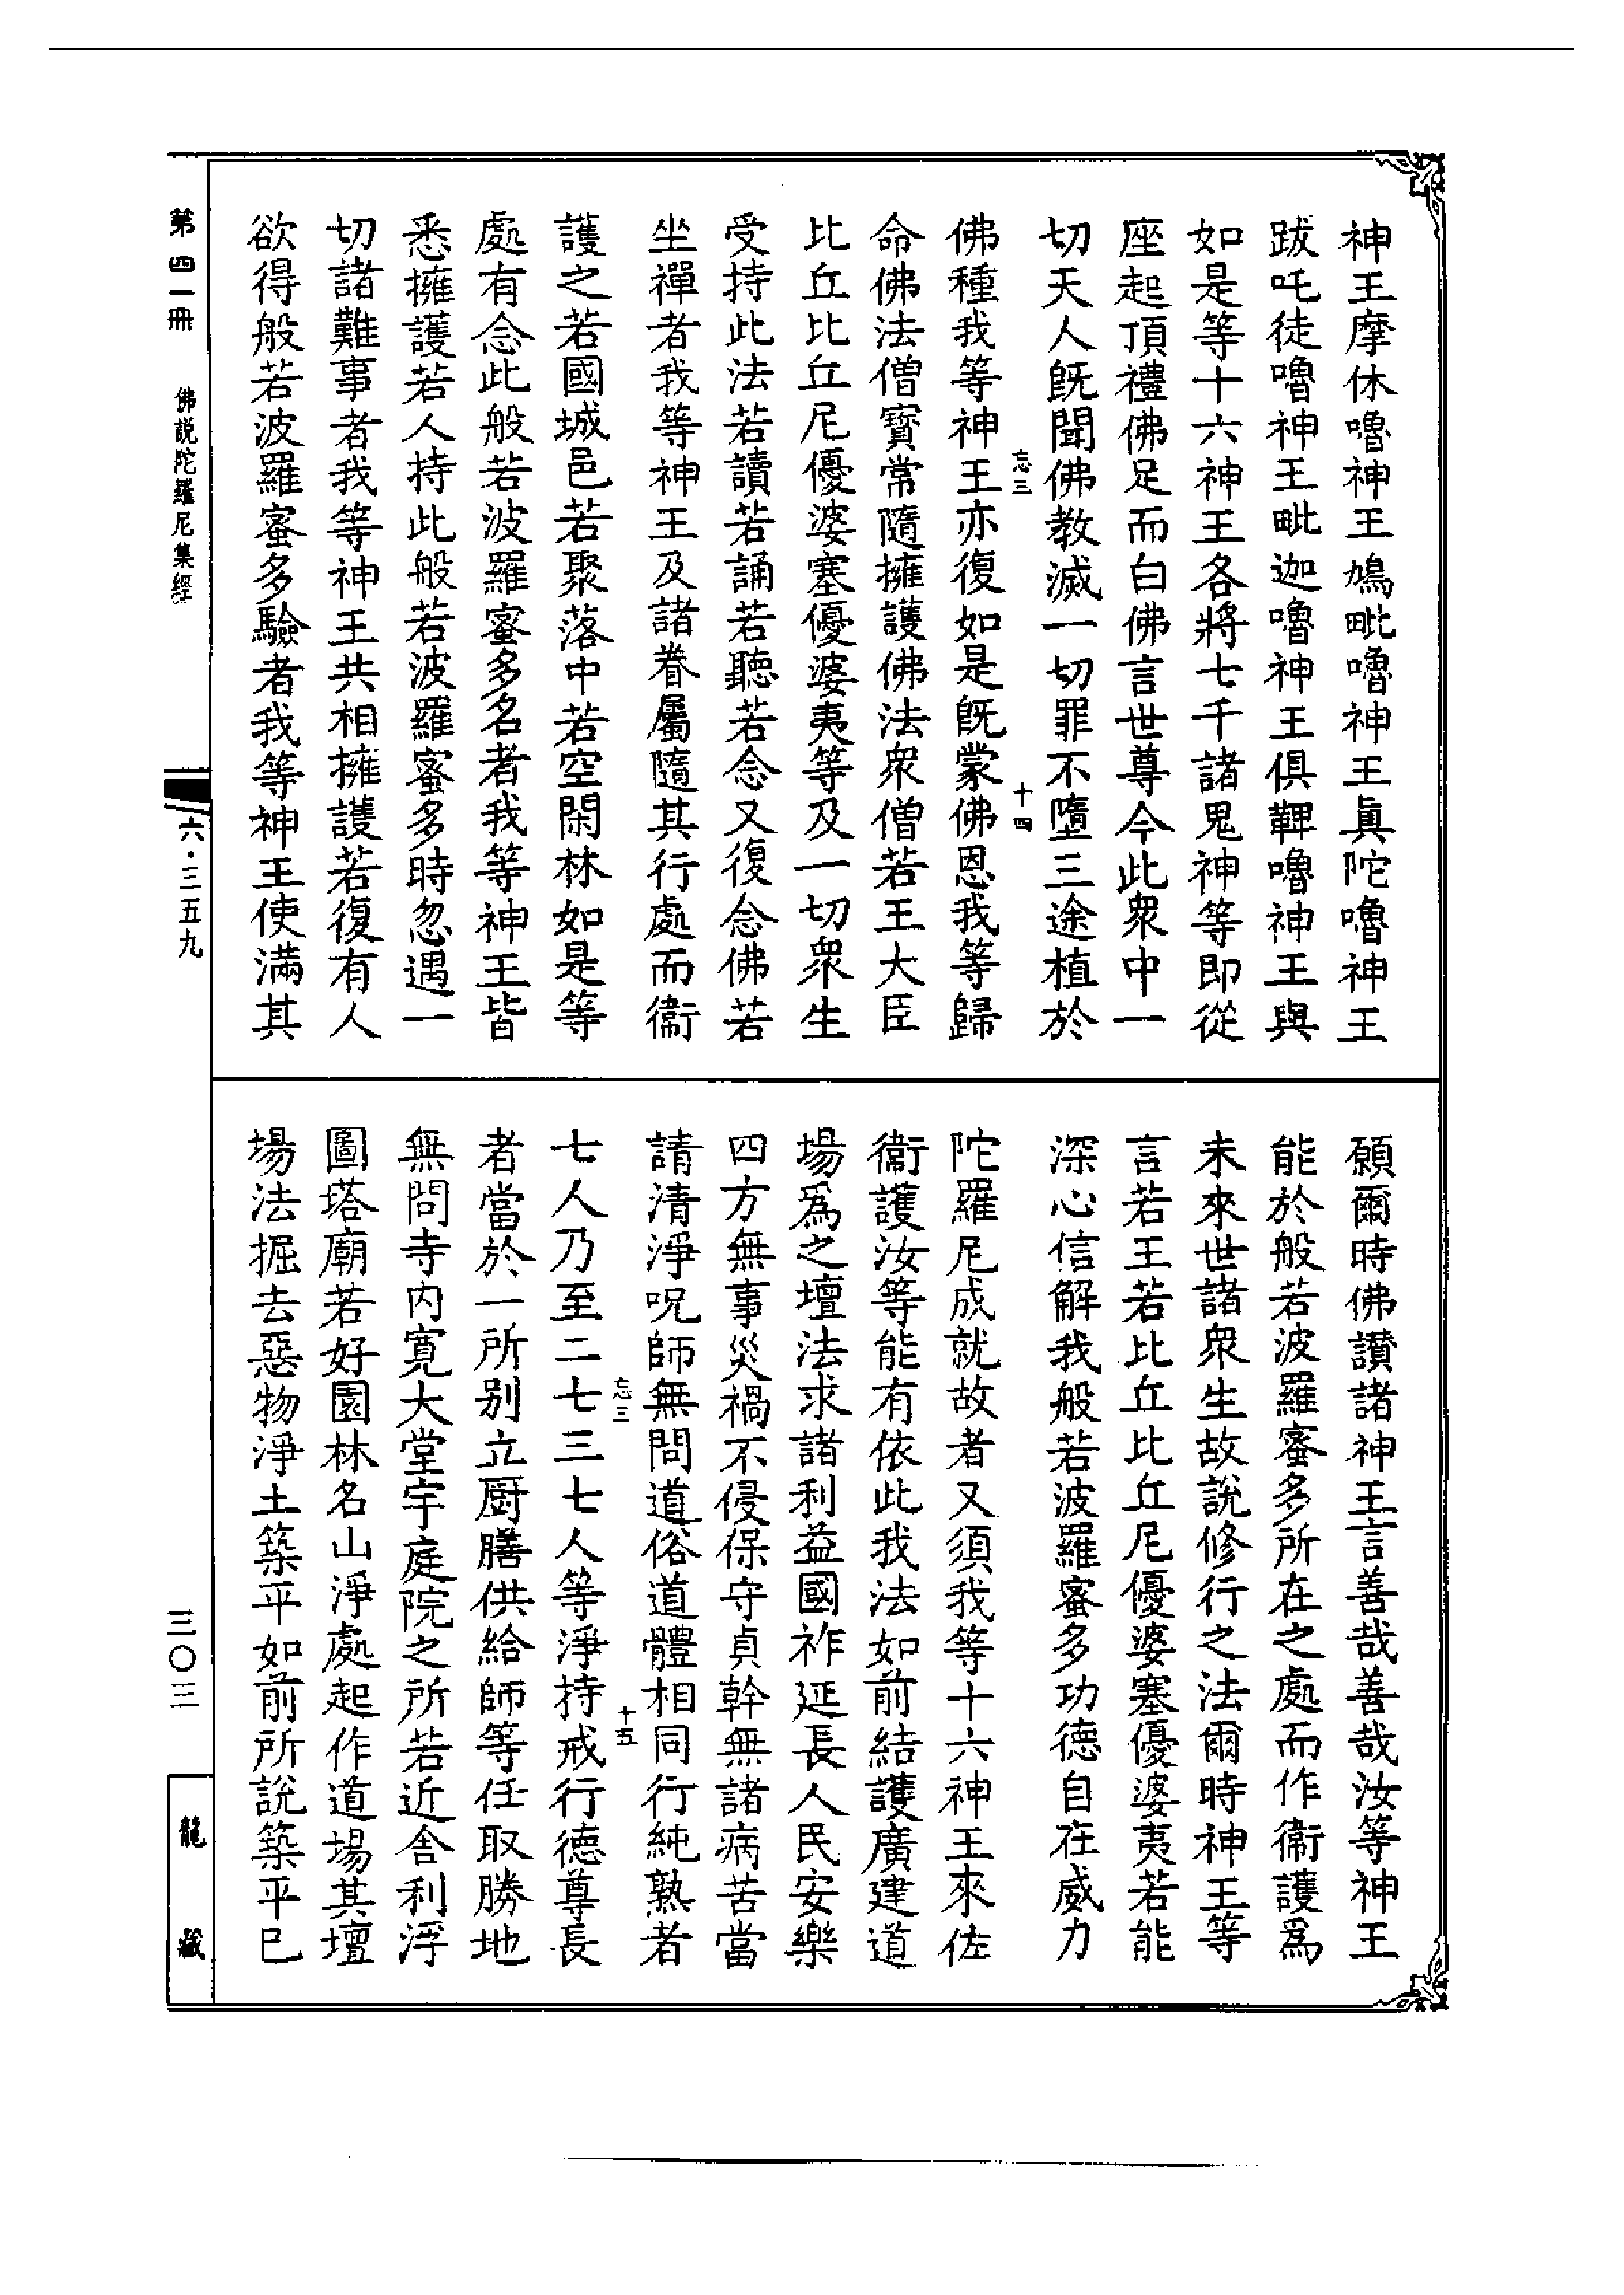 神王摩休嚕神王鳩毗嚕神王眞陀嚕神王
跋吒徒嚕神王毗迦嚕神王俱鞞嚕神王與
如是等十六神王各將七千諸鬼神等即從
座起頂禮佛足而白佛言世尊今此衆中一
切天人旣聞佛教滅一切罪不墮三途植於
忘三
十四
佛種我等神王亦復如是旣蒙佛恩我等歸
命佛法僧寶常隨擁護佛法衆僧若王大臣
比丘比丘尼優婆塞優婆夷等及一切衆生
受持此法若讀若誦若聽若念又復念佛若
坐禪者我等神王及諸眷屬隨其行處而衞
護之若國城邑若聚落中若空閑林如是等
處有念此般若波羅蜜多名者我等神王皆
悉擁護若人持此般若波羅蜜多時忽遇一
切諸難事者我等神王共相擁護若復有人
欲得般若波羅蜜多驗者我等神王使滿其
願爾時佛讚諸神王言善哉善哉汝等神王
能於般若波羅蜜多所在之處而作衞護爲
未來世諸衆生故說修行之法爾時神王等
言若王若比丘比丘尼優婆塞優婆夷若能
深心信解我般若波羅蜜多功德自在威力
陀羅尼成就故者又須我等十六神王來佐
衞護汝等能有依此我法如前結護廣建道
場爲之壇法求諸利益國祚延長人民安樂
四方無事災禍不侵保守貞幹無諸病苦當
請清淨呪師無問道俗道體相同行純熟者
忘三
十五
七人乃至二七三七人等淨持戒行德尊長
者當於一所別立厨膳供給師等任取勝地
無問寺内寛大堂宇庭院之所若近舎利浮
圖塔廟若好園林名山淨處起作道場其壇
場法掘去惡物淨土築平如前所說築平巳
第四一冊
佛說陀羅尼集經
六·三五九
三〇三
龍藏